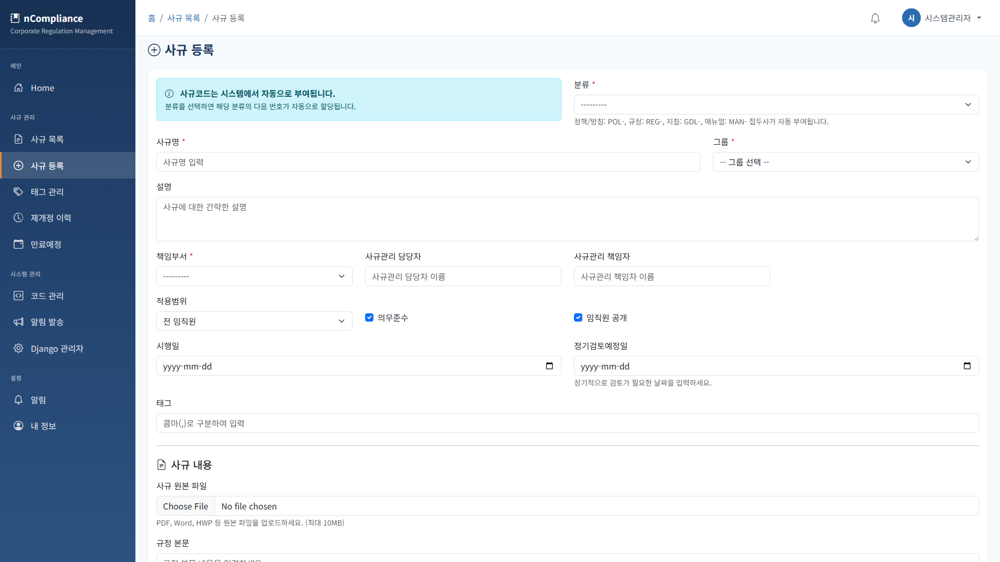 nCompliance
Corporate Regulation Management
메인
Home
사규 관리
사규 목록
사규 등록
태그 관리
제개정 이력
만료예정
시스템 관리
코드 관리
알림 발송
Django 관리자
설정
알림
내 정보
홈 / 사규 목록 / 사규 등록
시 시스템관리자
사규 등록
사규코드는 시스템에서 자동으로 부여됩니다.
분류를 선택하면 해당 분류의 다음 번호가 자동으로 할당됩니다.
분류 *
---------
정책/방침: POL-, 규정: REG-, 지침: GDL-, 매뉴얼: MAN- 접두사가 자동 부여됩니다.
사규명 *
사규명 입력
그룹 *
-- 그룹 선택 --
설명
사규에 대한 간략한 설명
책임부서 *
---------
사규관리 담당자
사규관리 담당자 이름
사규관리 책임자
사규관리 책임자 이름
적용범위
전 임직원
의무준수
임직원 공개
시행일
yyyy-mm-dd
정기검토예정일
yyyy-mm-dd
정기적으로 검토가 필요한 날짜를 입력하세요.
태그
콤마(,)로 구분하여 입력
사규 내용
사규 원본 파일
Choose File No file chosen
PDF, Word, HWP 등 원본 파일을 업로드하세요. (최대 10MB)
규정 본문